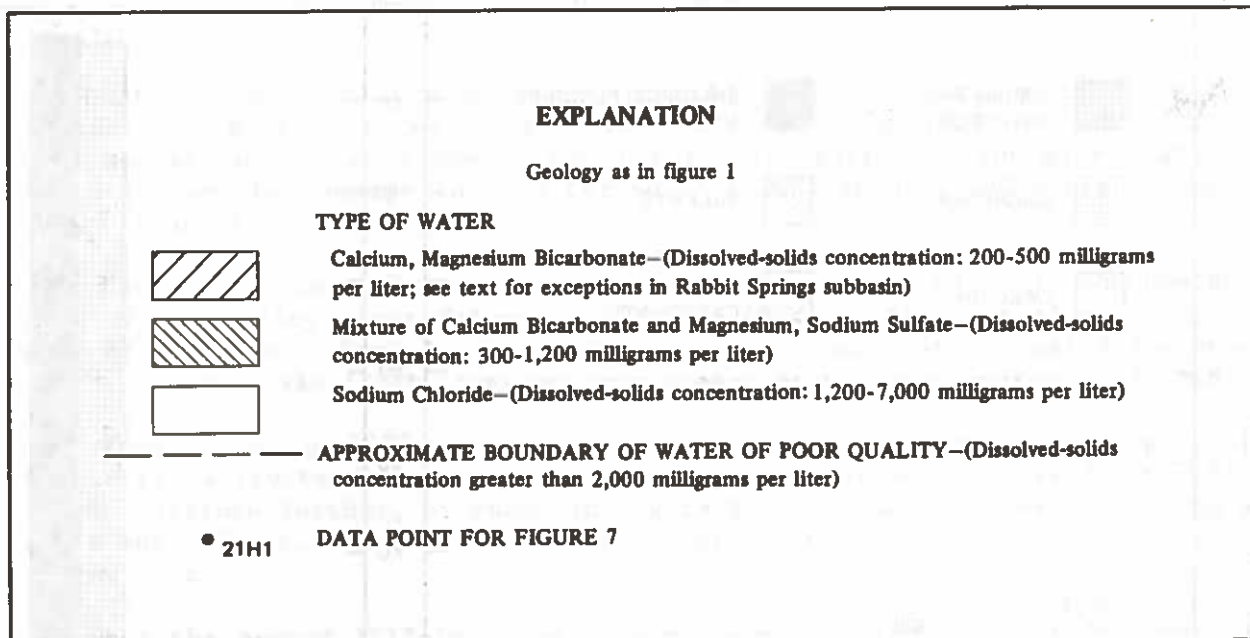 EXPLANATION
Geology as in figure 1
TYPE OF WATER
Calcium, Magnesium Bicarbonate—(Dissolved-solids concentration: 200-500 milligrams
per liter; see text for exceptions in Rabbit Springs subbasin)
Mixture of Calcium Bicarbonate and Magnesium, Sodium Sulfate—(Dissolved-solids
concentration: 300-1,200 milligrams per liter)
Sodium Chloride—(Dissolved-solids concentration: 1,200-7,000 milligrams per liter)
APPROXIMATE BOUNDARY OF WATER OF POOR QUALITY—(Dissolved-solids
concentration greater than 2,000 milligrams per liter)
21H1 DATA POINT FOR FIGURE 7